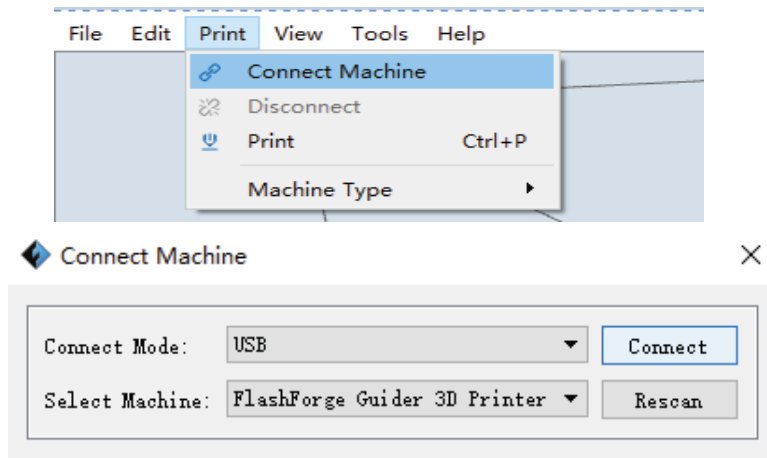 File Edit Print View Tools Help
Connect Machine
Disconnect
Print Ctrl+P
Machine Type
Connect Machine
Connect Mode: USB Connect
Select Machine: FlashForge Guider 3D Printer Rescan